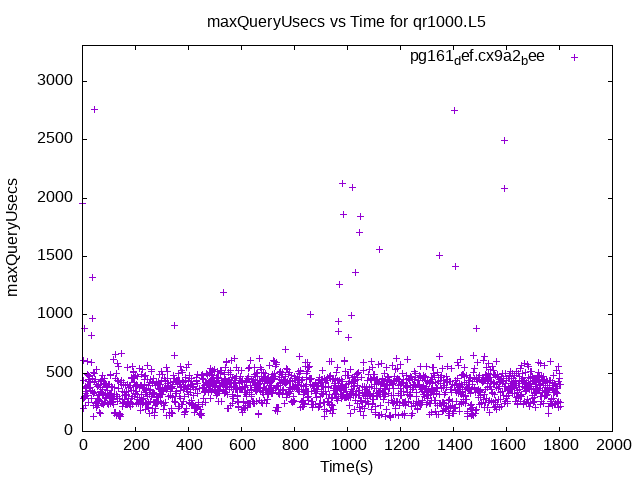 maxQueryUsecs vs Time for qr1000.L5
pg161def.cx9a2bee
3000
2500
2000
1500
1000
500
0
maxQueryUsecs
0 200 400 600 800 1000 1200 1400 1600 1800 2000
Time(s)